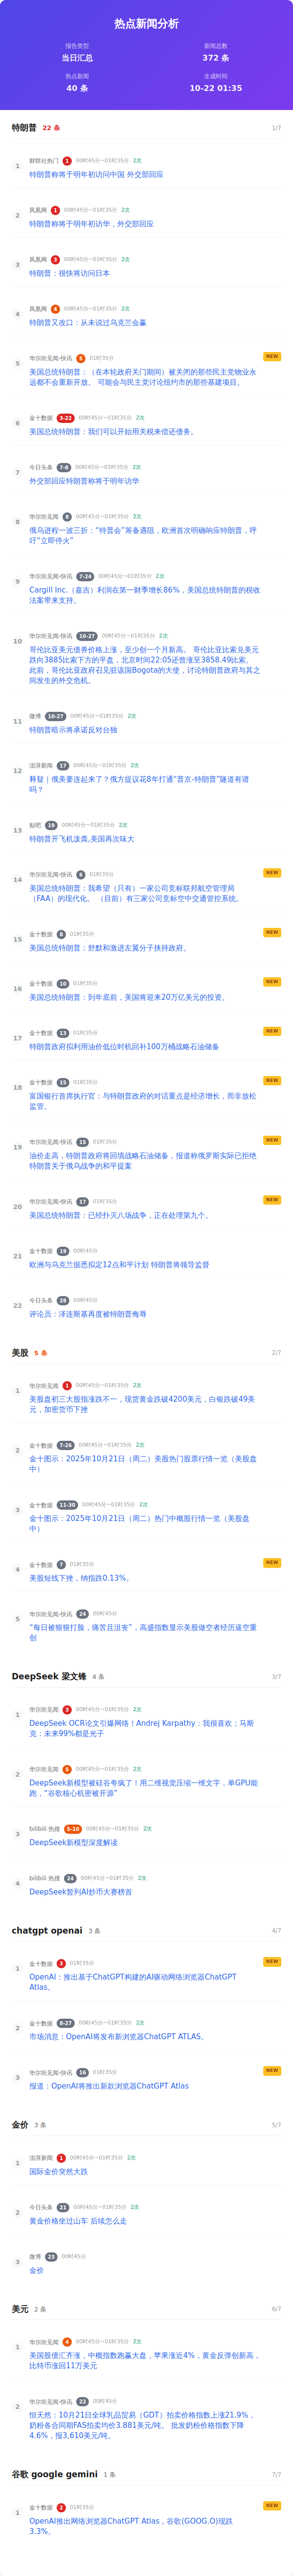 热点新闻分析
报告类型
新闻总数
当日汇总
372 条
热点新闻
生成时间
40 条
10-22 01:35
特朗普 22 条 1/7
1 财联社热门 1 00时45分~01时35分 2次
特朗普称将于明年初访问中国 外交部回应
2 凤凰网 1 00时45分~01时35分 2次
特朗普称将于明年初访华，外交部回应
3 凤凰网 3 00时45分~01时35分 2次
特朗普：很快将访问日本
4 凤凰网 4 00时45分~01时35分 2次
特朗普又改口：从未说过乌克兰会赢
5 华尔街见闻-快讯 5 01时35分 NEW
美国总统特朗普：（在本轮政府关门期间）被关闭的那些民主党物业永
远都不会重新开放。 可能会与民主党讨论纽约市的那些基建项目。
6 金十数据 3-22 00时45分~01时35分 2次
美国总统特朗普：我们可以开始用关税来偿还债务。
7 今日头条 7-8 00时45分~01时35分 2次
外交部回应特朗普称将于明年访华
8 华尔街见闻 8 00时45分~01时35分 2次
俄乌进程一波三折：“特普会”筹备遇阻，欧洲首次明确响应特朗普，呼
吁“立即停火”
9 华尔街见闻-快讯 7-24 00时45分~01时35分 2次
Cargill Inc.（嘉吉）利润在第一财季增长86%，美国总统特朗普的税收
法案带来支持。
10 华尔街见闻-快讯 10-27 00时45分~01时35分 2次
哥伦比亚美元债券价格上涨，至少创一个月新高。 哥伦比亚比索兑美元
跌向3885比索下方的平盘，北京时间22:05还曾涨至3858.49比索。
此前，哥伦比亚政府召见驻该国Bogota的大使，讨论特朗普政府与其之
间发生的外交危机。
11 微博 10-27 00时45分~01时35分 2次
特朗普暗示将承诺反对台独
12 澎湃新闻 17 00时45分~01时35分 2次
释疑｜俄美要连起来了？俄方提议花8年打通“普京-特朗普”隧道有谱
吗？
13 贴吧 19 00时45分~01时35分 2次
特朗普开飞机泼粪,美国再次味大
14 华尔街见闻-快讯 6 01时35分 NEW
美国总统特朗普：我希望（只有）一家公司竞标联邦航空管理局
（FAA）的现代化。 （目前）有三家公司竞标空中交通管控系统。
15 金十数据 8 01时35分 NEW
美国总统特朗普：舒默和激进左翼分子挟持政府。
16 金十数据 10 01时35分 NEW
美国总统特朗普：到年底前，美国将迎来20万亿美元的投资。
17 金十数据 13 01时35分 NEW
特朗普政府拟利用油价低位时机回补100万桶战略石油储备
18 金十数据 15 01时35分 NEW
富国银行首席执行官：与特朗普政府的对话重点是经济增长，而非放松
监管。
19 华尔街见闻-快讯 15 01时35分 NEW
油价走高，特朗普政府将回填战略石油储备，报道称俄罗斯实际已拒绝
特朗普关于俄乌战争的和平提案
20 华尔街见闻-快讯 17 01时35分 NEW
美国总统特朗普：已经扑灭八场战争，正在处理第九个。
21 金十数据 19 00时45分
欧洲与乌克兰据悉拟定12点和平计划 特朗普将领导监督
22 今日头条 28 00时45分
评论员：泽连斯基再度被特朗普侮辱
美股 5 条 2/7
1 华尔街见闻 1 00时45分~01时35分 2次
美股盘初三大股指涨跌不一，现货黄金跌破4200美元，白银跌破49美
元，加密货币下挫
2 金十数据 7-26 00时45分~01时35分 2次
金十图示：2025年10月21日（周二）美股热门股票行情一览（美股盘
中）
3 金十数据 11-30 00时45分~01时35分 2次
金十图示：2025年10月21日（周二）热门中概股行情一览（美股盘
中）
4 金十数据 7 01时35分 NEW
美股短线下挫，纳指跌0.13%。
5 华尔街见闻-快讯 24 00时45分
“每日被狠狠打脸，痛苦且沮丧”，高盛指数显示美股做空者经历逼空重
创
DeepSeek 梁文锋 4 条 3/7
1 华尔街见闻 3 00时45分~01时35分 2次
DeepSeek OCR论文引爆网络！Andrej Karpathy：我很喜欢；马斯
克：未来99%都是光子
2 华尔街见闻 5 00时45分~01时35分 2次
DeepSeek新模型被硅谷夸疯了！用二维视觉压缩一维文字，单GPU能
跑，“谷歌核心机密被开源”
3 bilibili 热搜 5-10 00时45分~01时35分 2次
DeepSeek新模型深度解读
4 bilibili 热搜 24 00时45分~01时35分 2次
DeepSeek暂列AI炒币大赛榜首
chatgpt openai 3 条 4/7
1 金十数据 3 01时35分 NEW
OpenAI：推出基于ChatGPT构建的AI驱动网络浏览器ChatGPT
Atlas。
2 金十数据 8-27 00时45分~01时35分 2次
市场消息：OpenAI将发布新浏览器ChatGPT ATLAS。
3 华尔街见闻-快讯 16 01时35分 NEW
报道：OpenAI将推出新款浏览器ChatGPT Atlas
金价 3 条 5/7
1 澎湃新闻 1 00时45分~01时35分 2次
国际金价突然大跌
2 今日头条 21 00时45分~01时35分 2次
黄金价格坐过山车 后续怎么走
3 微博 23 00时45分
金价
美元 2 条 6/7
1 华尔街见闻 4 00时45分~01时35分 2次
美国股债汇齐涨，中概指数跑赢大盘，苹果涨近4%，黄金反弹创新高，
比特币涨回11万美元
2 华尔街见闻-快讯 22 00时45分
恒天然：10月21日全球乳品贸易（GDT）拍卖价格指数上涨21.9%，
奶粉各合同期FAS拍卖均价3.881美元/吨。 批发奶粉价格指数下降
4.6%，报3,610美元/吨。
谷歌 google gemini 1 条 7/7
1 金十数据 2 01时35分 NEW
OpenAI推出网络浏览器ChatGPT Atlas，谷歌(GOOG.O)现跌
3.3%。